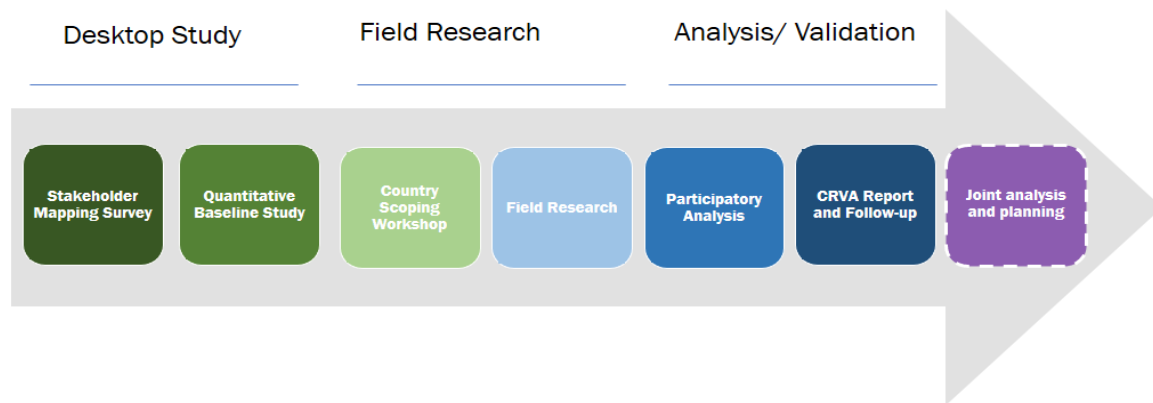 Desktop Study
Field Research
Analysis/ Validation
Stakeholder
Mapping Survey
Quantitative
Baseline Study
Country
Scoping
Workshop
Field Research
Participatory
Analysis
CRVA Report
and Follow-up
Joint analysis
and planning